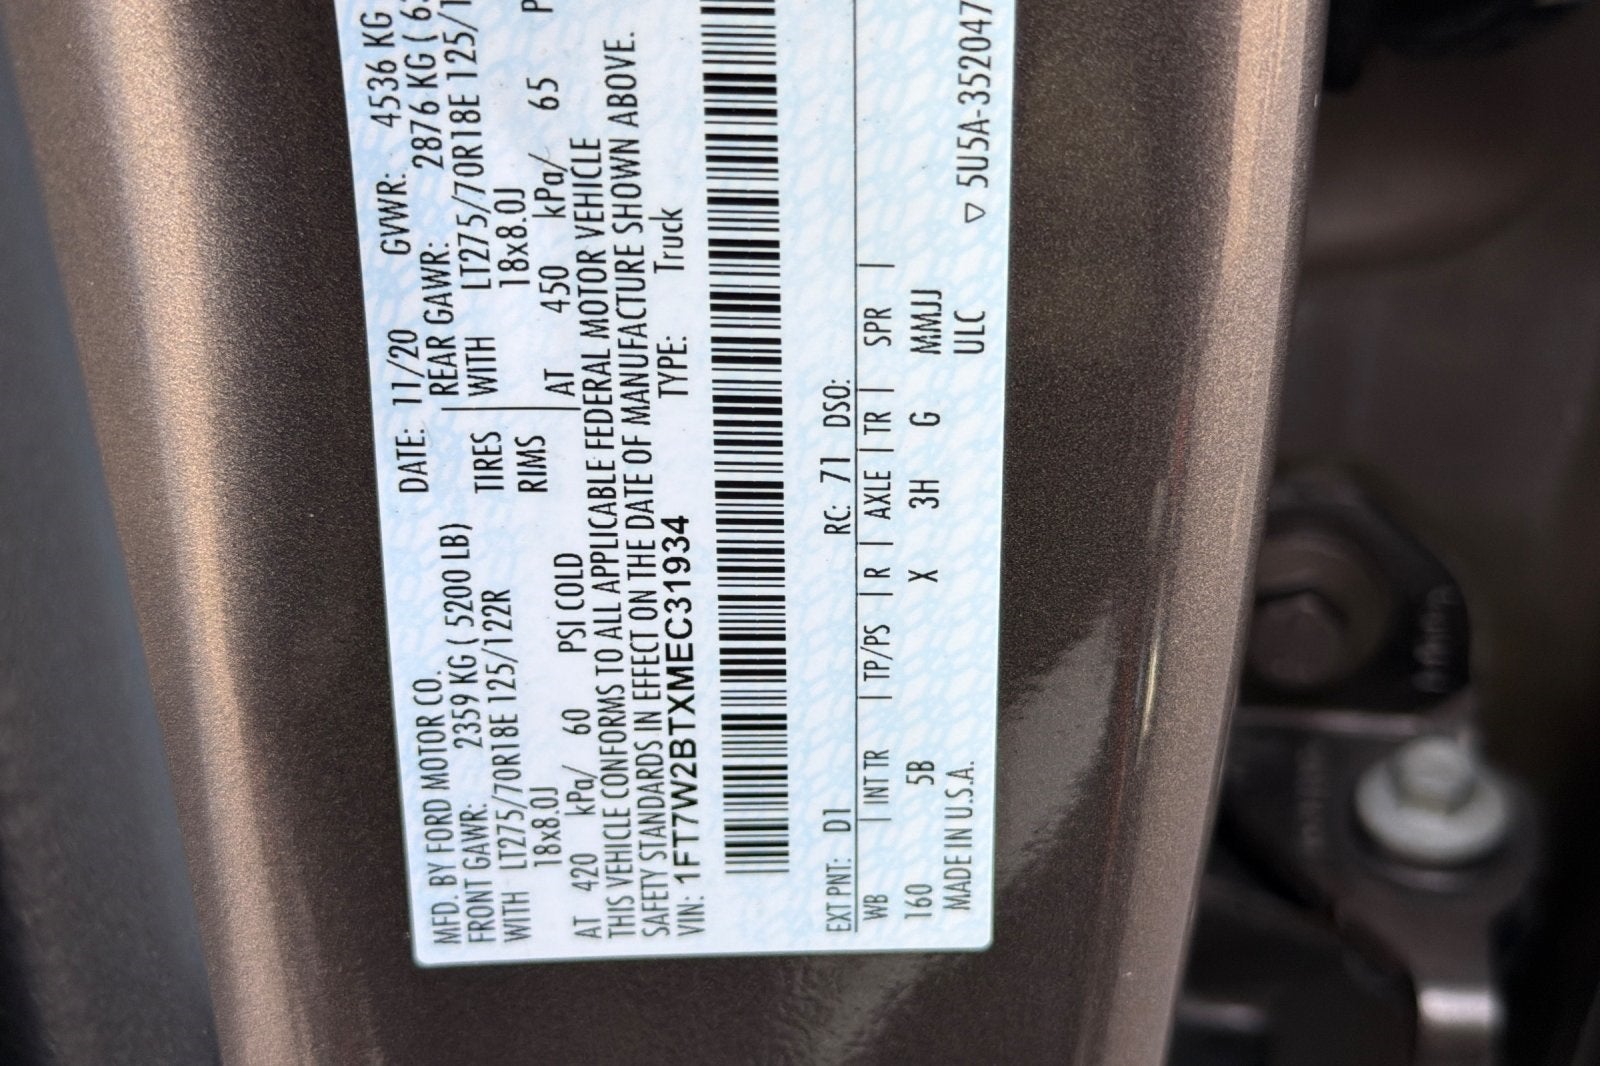 MFD. BY FORD MOTOR CO. DATE: 11/20 GVWR: 4536 KG
FRONT GAWR: 2359 KG ( 5200 LB) REAR GAWR: 2876 KG ( 63
WITH LT275/70R18E 125/122R TIRES WITH LT275/70R18E 125/1
18x8.0J RIMS 18x8.0J
AT 420 kPa/ 60 PSI COLD AT 450 kPa/ 65 P
THIS VEHICLE CONFORMS TO ALL APPLICABLE FEDERAL MOTOR VEHICLE
SAFETY STANDARDS IN EFFECT ON THE DATE OF MANUFACTURE SHOWN ABOVE.
VIN: 1FT7W2BTXMEC31934 TYPE: Truck
EXT PNT: D1 RC: 71 DSO:
WB | INT TR | TP/PS | R | AXLE | TR | SPR |
160 5B X 3H G MMJJ
MADE IN U.S.A. ULC ▽ 5U5A-352047